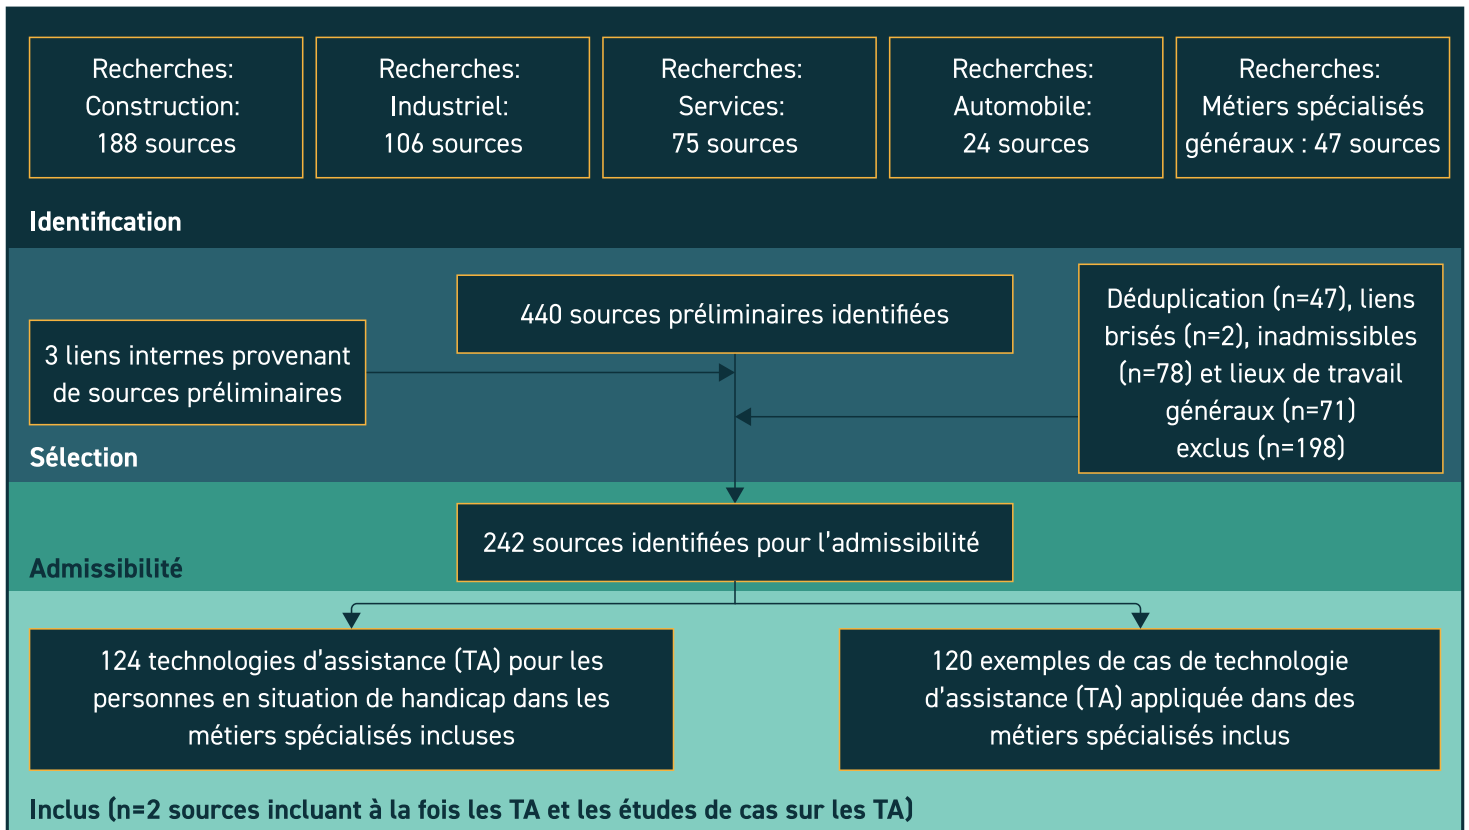 Recherches:
Construction:
188 sources
Recherches:
Industriel:
106 sources
Recherches:
Services:
75 sources
Recherches:
Automobile:
24 sources
Recherches:
Métiers spécialisés
généraux : 47 sources
Identification
440 sources préliminaires identifiées
3 liens internes provenant
de sources préliminaires
Déduplication (n=47), liens
brisés (n=2), inadmissibles
(n=78) et lieux de travail
généraux (n=71)
exclus (n=198)
Sélection
242 sources identifiées pour l'admissibilité
Admissibilité
124 technologies d'assistance (TA) pour les
personnes en situation de handicap dans les
métiers spécialisés incluses
120 exemples de cas de technologie
d'assistance (TA) appliquée dans des
métiers spécialisés inclus
Inclus (n=2 sources incluant à la fois les TA et les études de cas sur les TA)